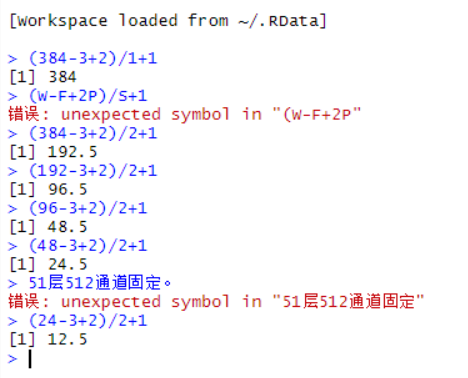 [Workspace loaded from ~/.RData]
> (384-3+2)/1+1
[1] 384
> (W-F+2P)/S+1
错误: unexpected symbol in "(W-F+2P"
> (384-3+2)/2+1
[1] 192.5
> (192-3+2)/2+1
[1] 96.5
> (96-3+2)/2+1
[1] 48.5
> (48-3+2)/2+1
[1] 24.5
> 51层512通道固定。
错误: unexpected symbol in "51层512通道固定"
> (24-3+2)/2+1
[1] 12.5
>